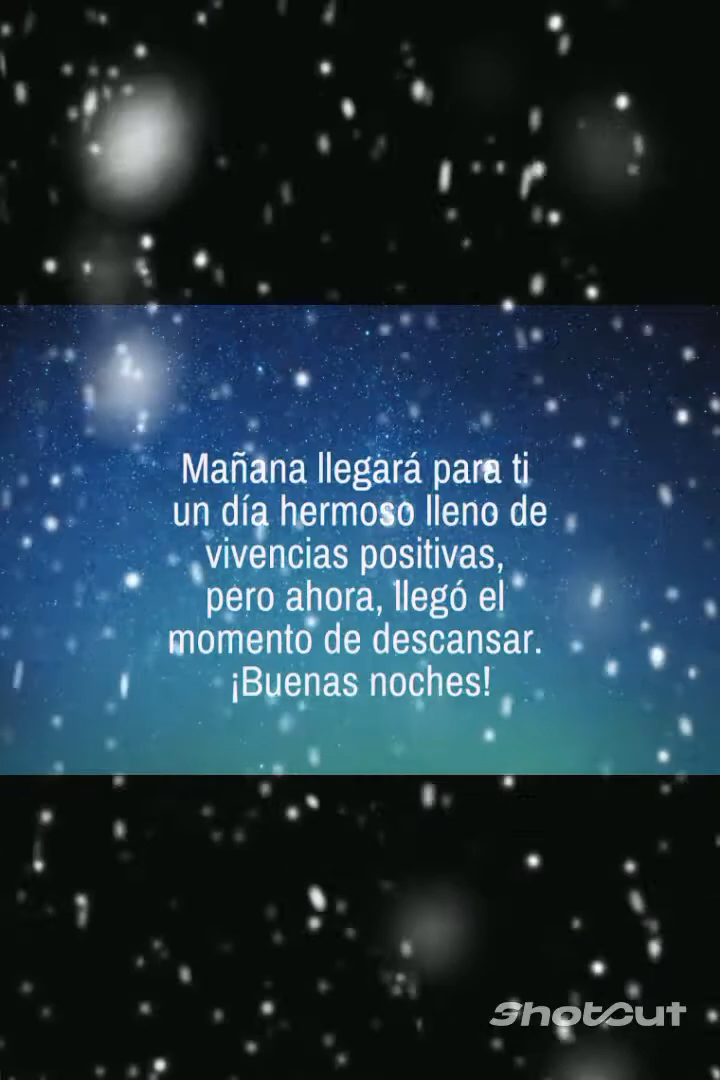 Mañana llegará para ti
un día hermoso lleno de
vivencias positivas,
pero ahora, llegó el
momento de descansar.
¡Buenas noches!
ShotCut